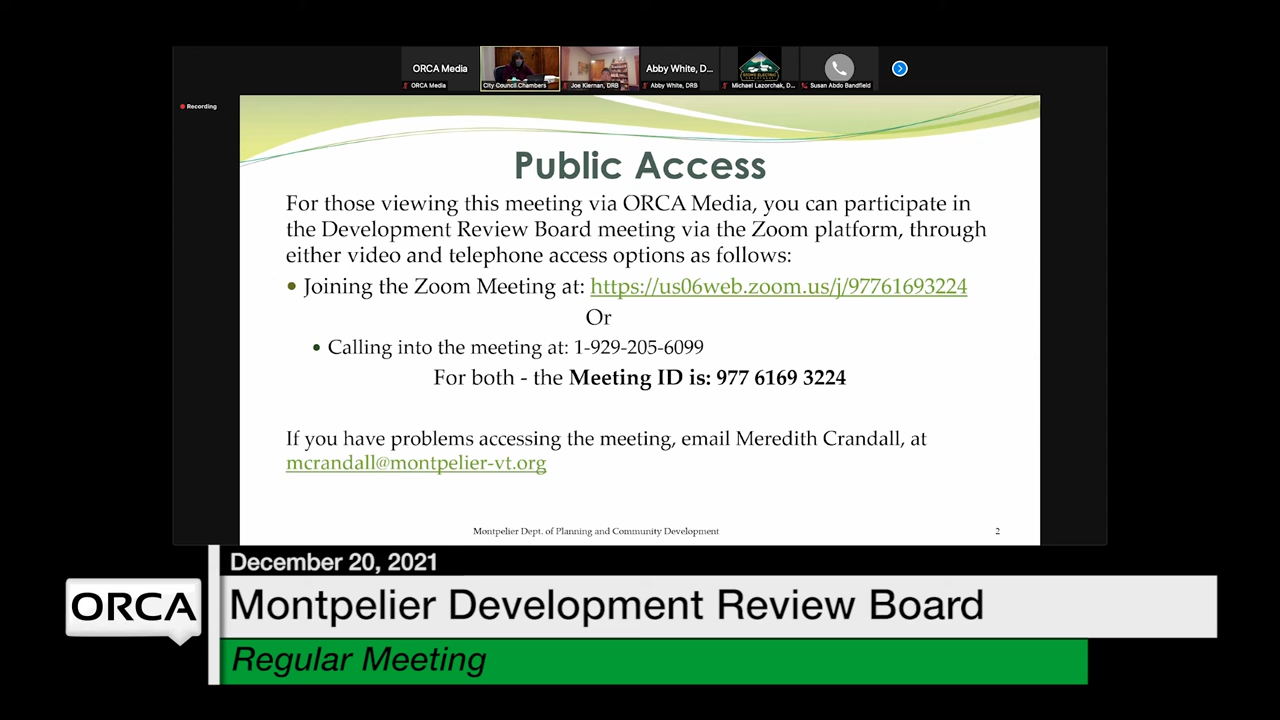 ORCA Media
Abby White, D...
ORCA Media
City Council Chambers
Joe Kiernan, DRB
Abby White, DRB
Michael Lazorchak, D...
Susan Abdo Bandfield
Recording
Public Access
For those viewing this meeting via ORCA Media, you can participate in
the Development Review Board meeting via the Zoom platform, through
either video and telephone access options as follows:
• Joining the Zoom Meeting at: https://us06web.zoom.us/j/97761693224
Or
• Calling into the meeting at: 1-929-205-6099
For both - the Meeting ID is: 977 6169 3224
If you have problems accessing the meeting, email Meredith Crandall, at
mcrandall@montpelier-vt.org
Montpelier Dept. of Planning and Community Development
2
December 20, 2021
ORCA
Montpelier Development Review Board
Regular Meeting